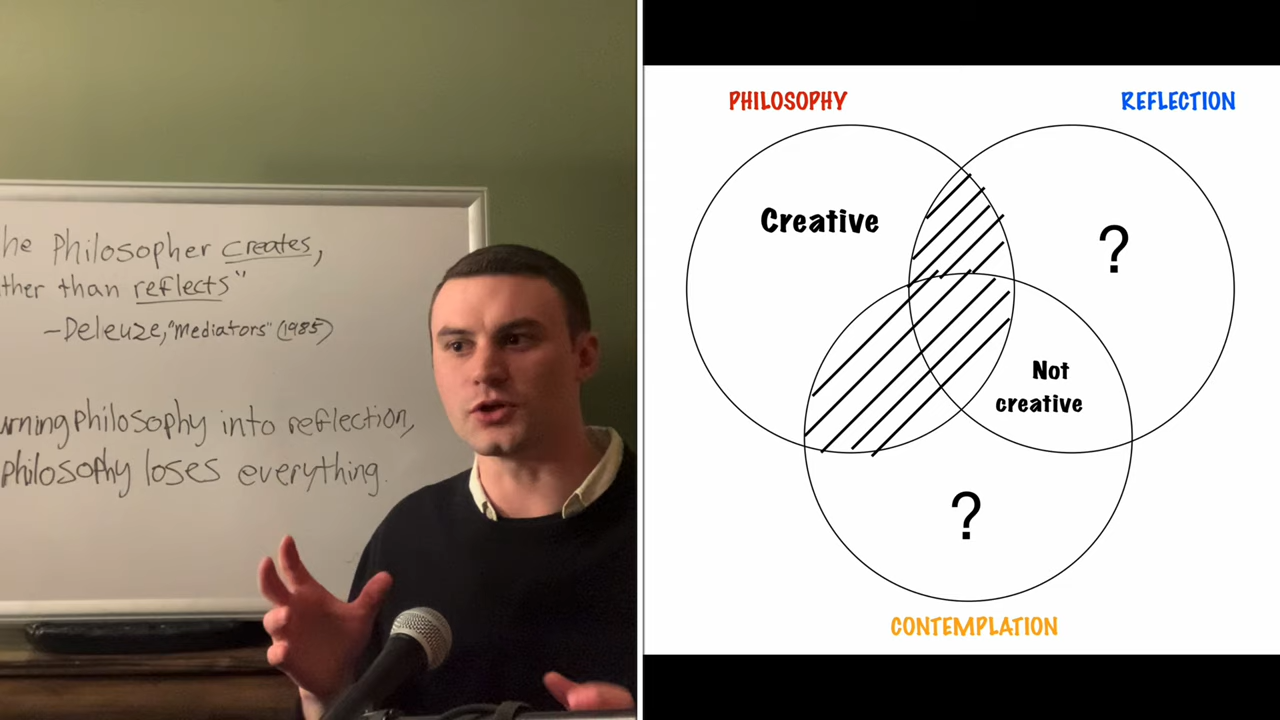 he Philosopher creates,
ther than reflects"
-Deleuze, "Mediators" (1985)
urning philosophy into reflection,
philosophy loses everything.
PHILOSOPHY
REFLECTION
Creative
?
Not
creative
?
CONTEMPLATION